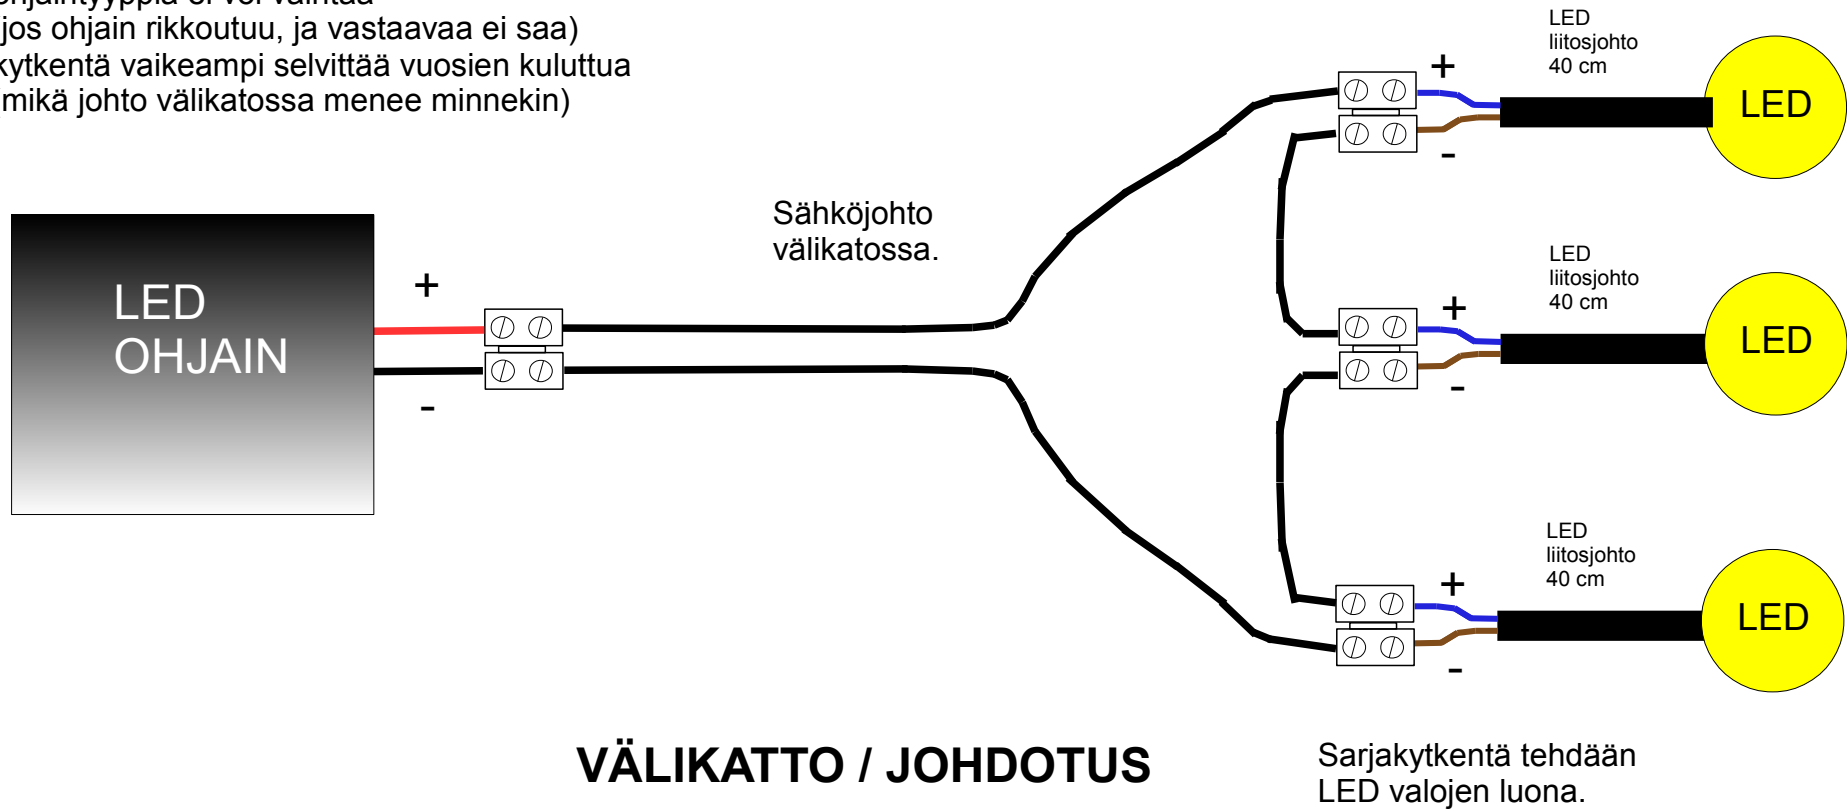 (jos ohjain rikkoutuu, ja vastaavaa ei saa)
kytkentä vaikeampi selvittää vuosien kuluttua
(mikä johto välikatossa menee minnekin)
LED
liitosjohto
40 cm
+
-
LED
Sähköjohto
välikatossa.
LED
OHJAIN
+
-
LED
liitosjohto
40 cm
+
-
LED
LED
liitosjohto
40 cm
+
-
LED
VÄLIKATTO / JOHDOTUS
Sarjakytkentä tehdään
LED valojen luona.